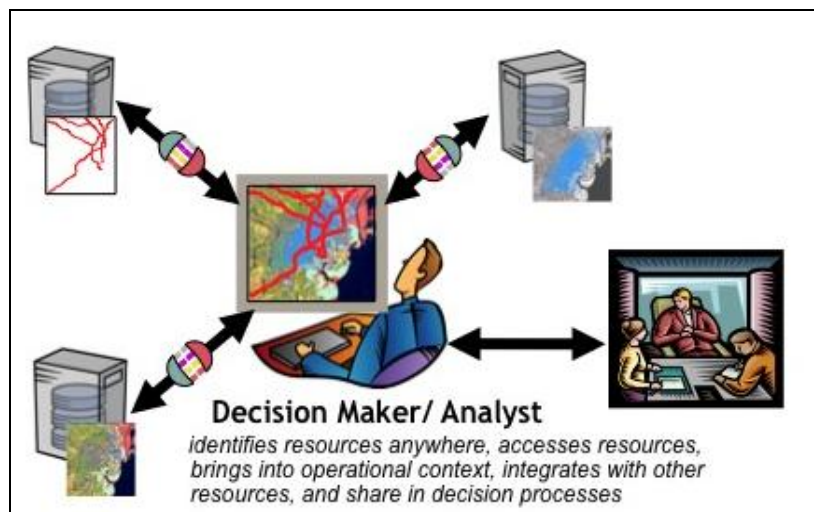 Decision Maker/ Analyst
identifies resources anywhere, accesses resources,
brings into operational context, integrates with other
resources, and share in decision processes